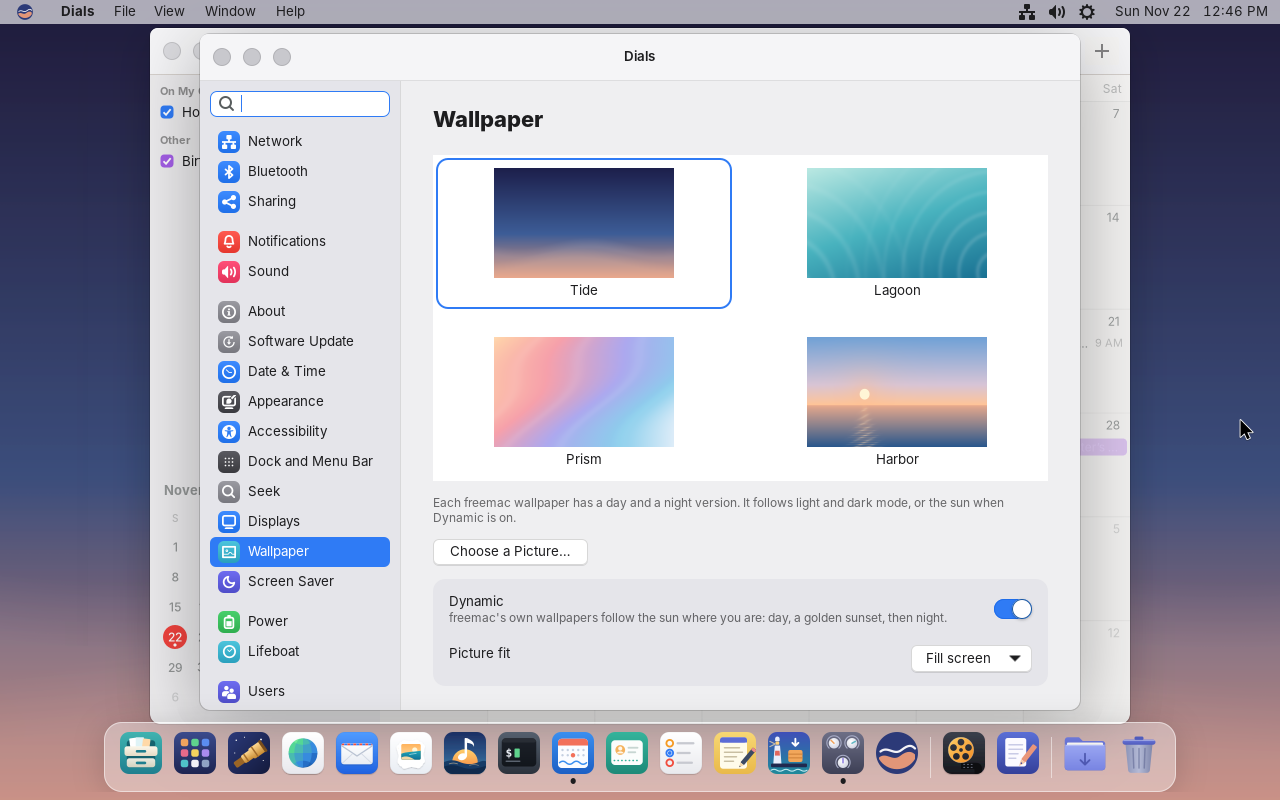 Dials File View Window Help Sun Nov 22 12:46 PM
Dials
On My
Other
Network
Bluetooth
Sharing
Notifications
Sound
About
Software Update
Date & Time
Appearance
Accessibility
Dock and Menu Bar
Seek
Displays
Wallpaper
Screen Saver
Power
Lifeboat
Users
S
1
8
15
22
29
6
Wallpaper
Tide
Lagoon
Prism
Harbor
Each freemac wallpaper has a day and a night version. It follows light and dark mode, or the sun when
Dynamic is on.
Choose a Picture...
Dynamic
freemac's own wallpapers follow the sun where you are: day, a golden sunset, then night.
Picture fit
Fill screen
Sat
7
14
21
9 AM
28
5
12
$